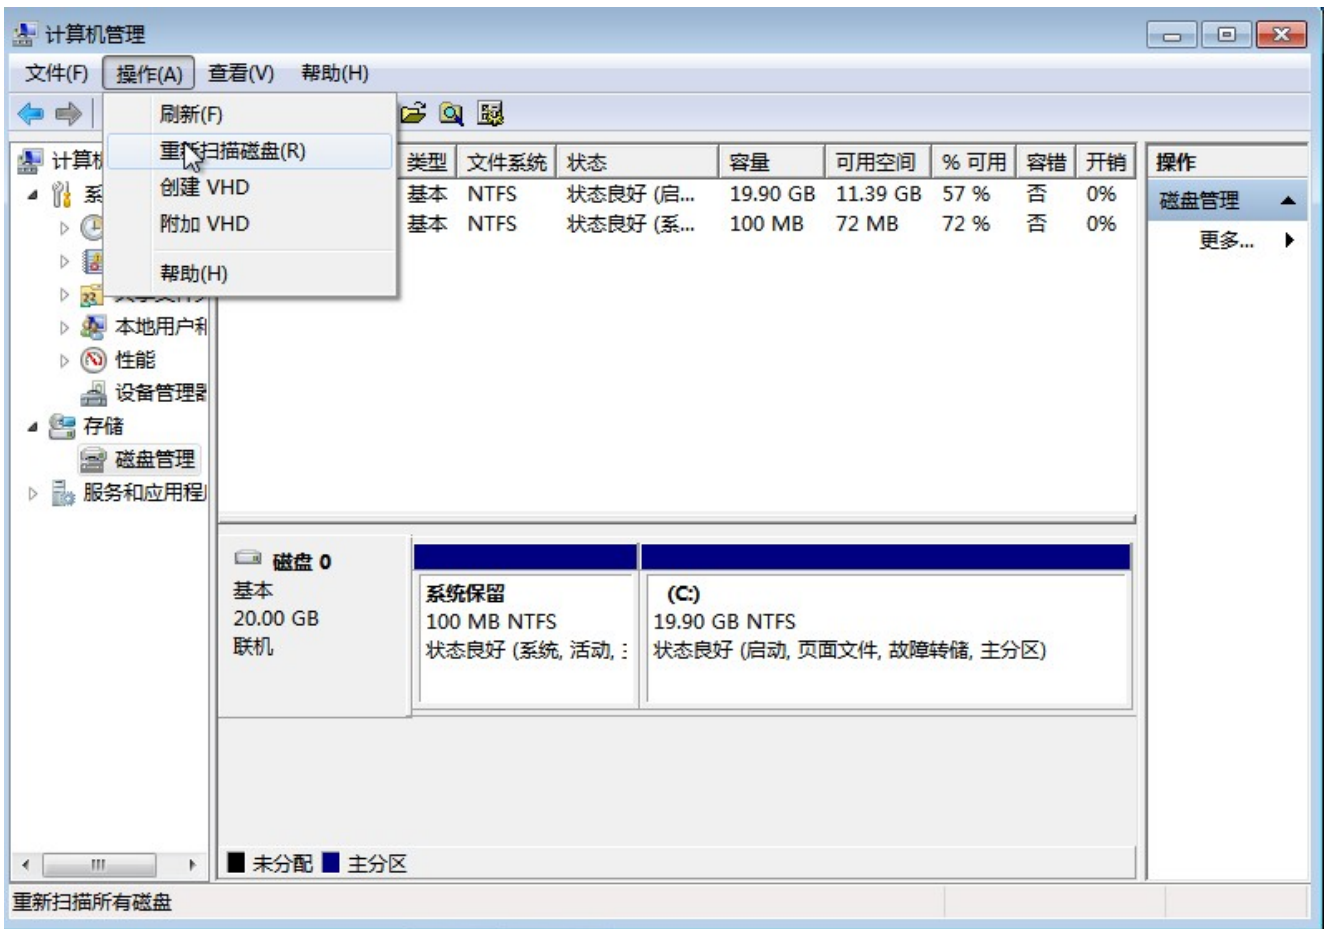 计算机管理
文件(F) 操作(A) 查看(V) 帮助(H)
刷新(F)
重新扫描磁盘(R)
创建 VHD
附加 VHD
帮助(H)
计算机
系
本地用户和
性能
设备管理器
存储
磁盘管理
服务和应用程
类型 文件系统 状态 容量 可用空间 % 可用 容错 开销
基本 NTFS 状态良好 (启... 19.90 GB 11.39 GB 57 % 否 0%
基本 NTFS 状态良好 (系... 100 MB 72 MB 72 % 否 0%
操作
磁盘管理
更多...
磁盘 0
基本
20.00 GB
联机
系统保留
100 MB NTFS
状态良好 (系统, 活动,
(C:)
19.90 GB NTFS
状态良好 (启动, 页面文件, 故障转储, 主分区)
未分配 主分区
重新扫描所有磁盘